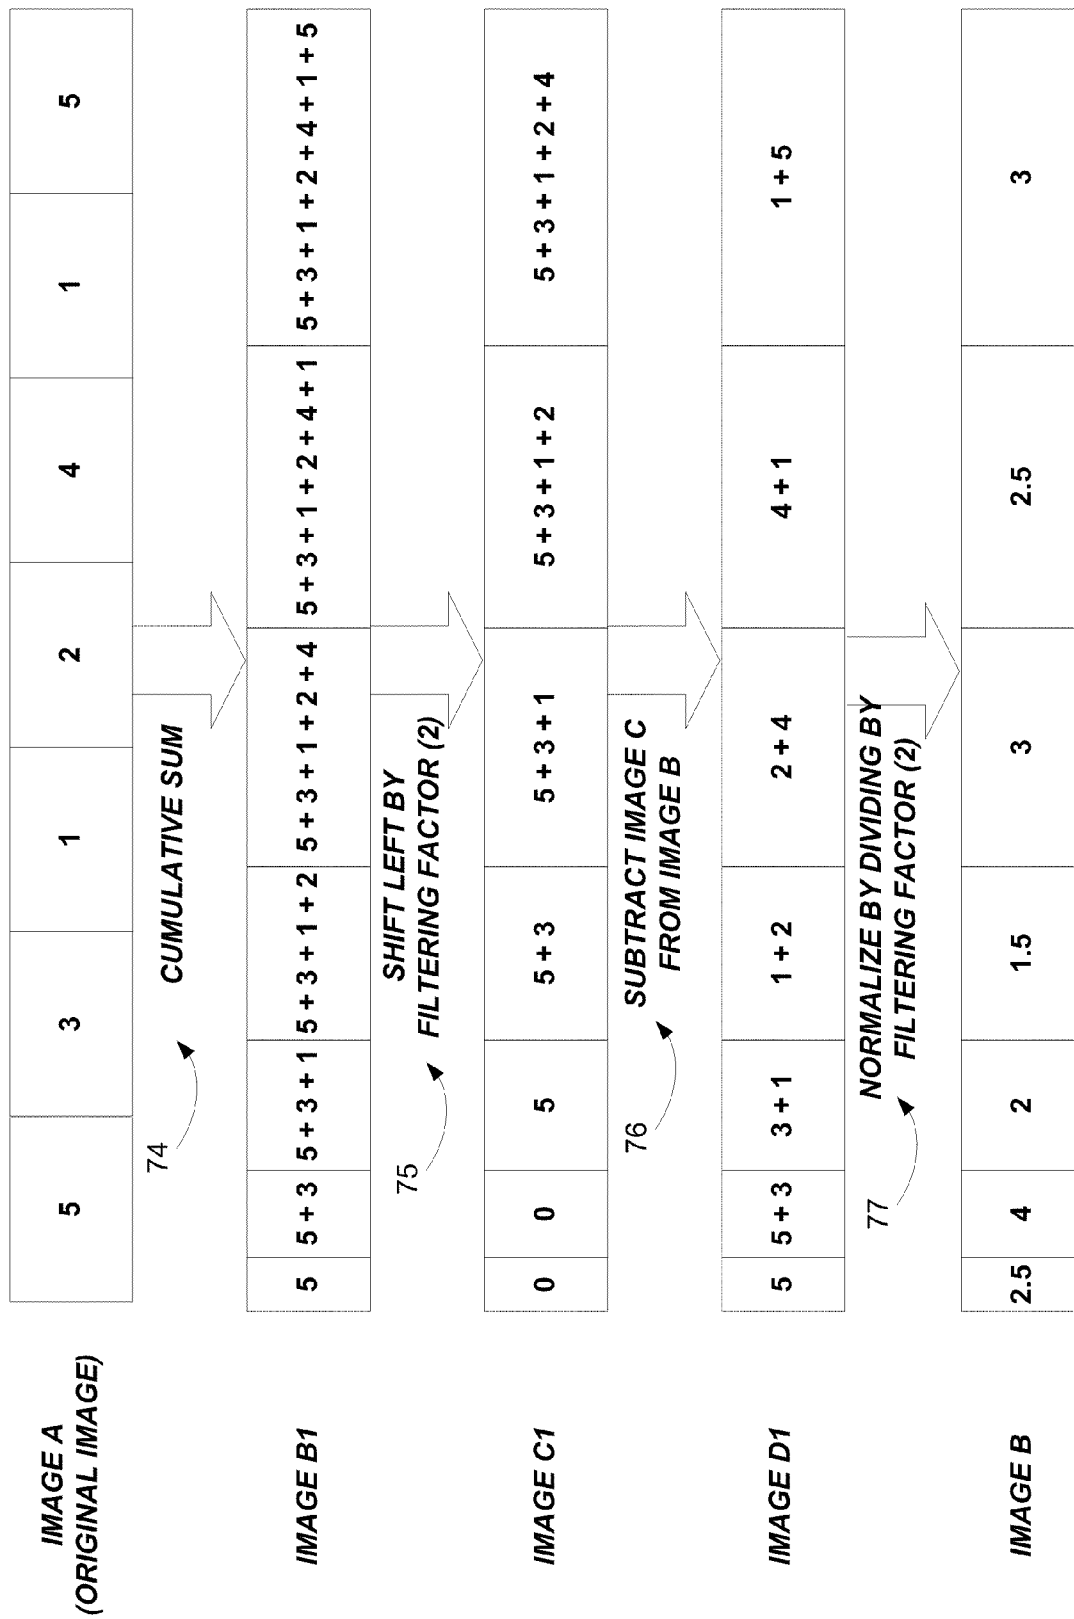 IMAGE A
(ORIGINAL IMAGE)
5 3 1 2 4 1 5
74
CUMULATIVE SUM
IMAGE B1
5 5 + 3 5 + 3 + 1 5 + 3 + 1 + 2 5 + 3 + 1 + 2 + 4 5 + 3 + 1 + 2 + 4 + 1 5 + 3 + 1 + 2 + 4 + 1 + 5
75
SHIFT LEFT BY
FILTERING FACTOR (2)
IMAGE C1
0 0 5 5 + 3 5 + 3 + 1 5 + 3 + 1 + 2 5 + 3 + 1 + 2 + 4
76
SUBTRACT IMAGE C
FROM IMAGE B
IMAGE D1
5 5 + 3 3 + 1 1 + 2 2 + 4 4 + 1 1 + 5
77
NORMALIZE BY DIVIDING BY
FILTERING FACTOR (2)
IMAGE B
2.5 4 2 1.5 3 2.5 3